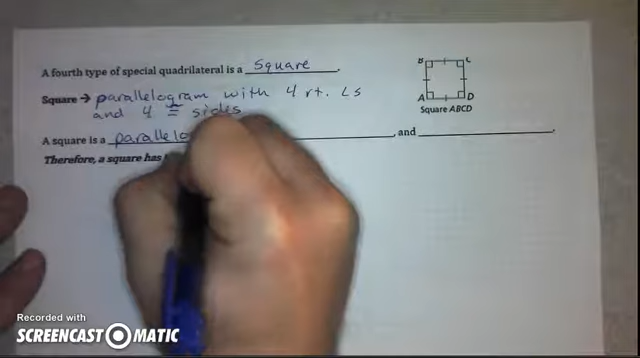 A fourth type of special quadrilateral is a square.
B C
Square → parallelogram with 4 rt. ∠s
and 4 ≅ sides
A D
Square ABCD
A square is a parallelo , and .
Therefore, a square has
Recorded with
SCREENCAST O MATIC